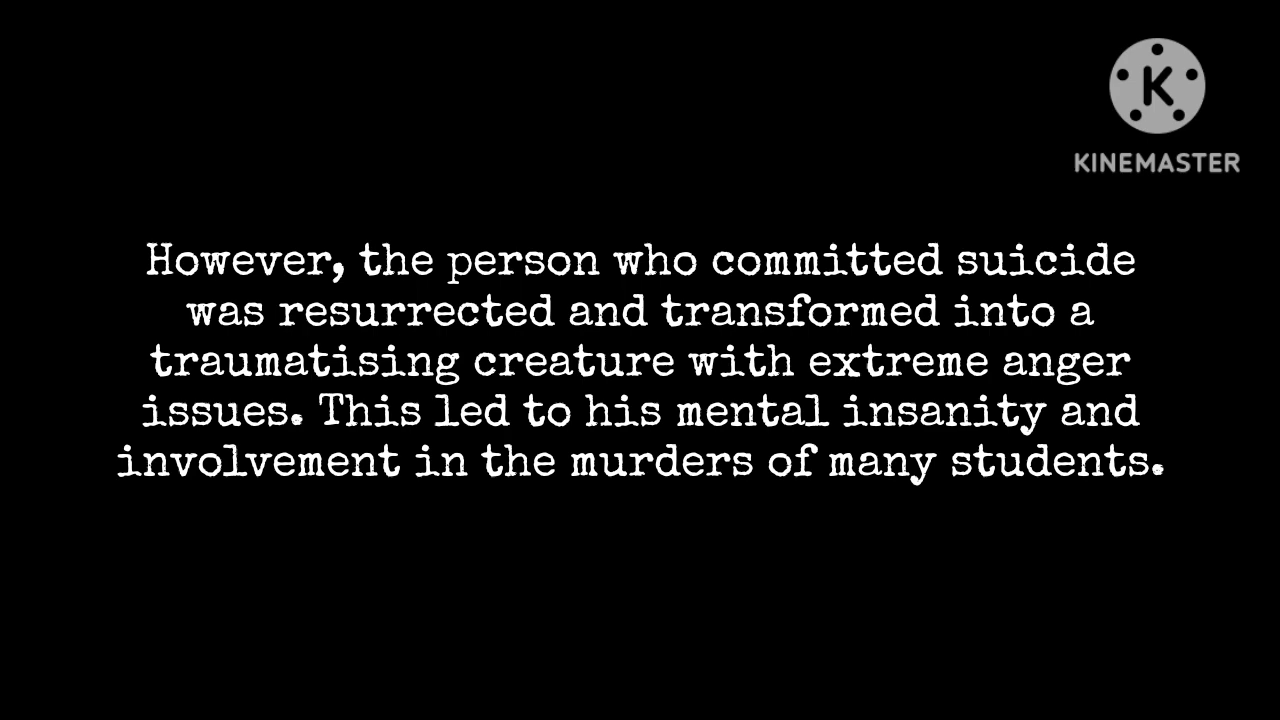 KINEMASTER
However, the person who committed suicide
was resurrected and transformed into a
traumatising creature with extreme anger
issues. This led to his mental insanity and
involvement in the murders of many students.